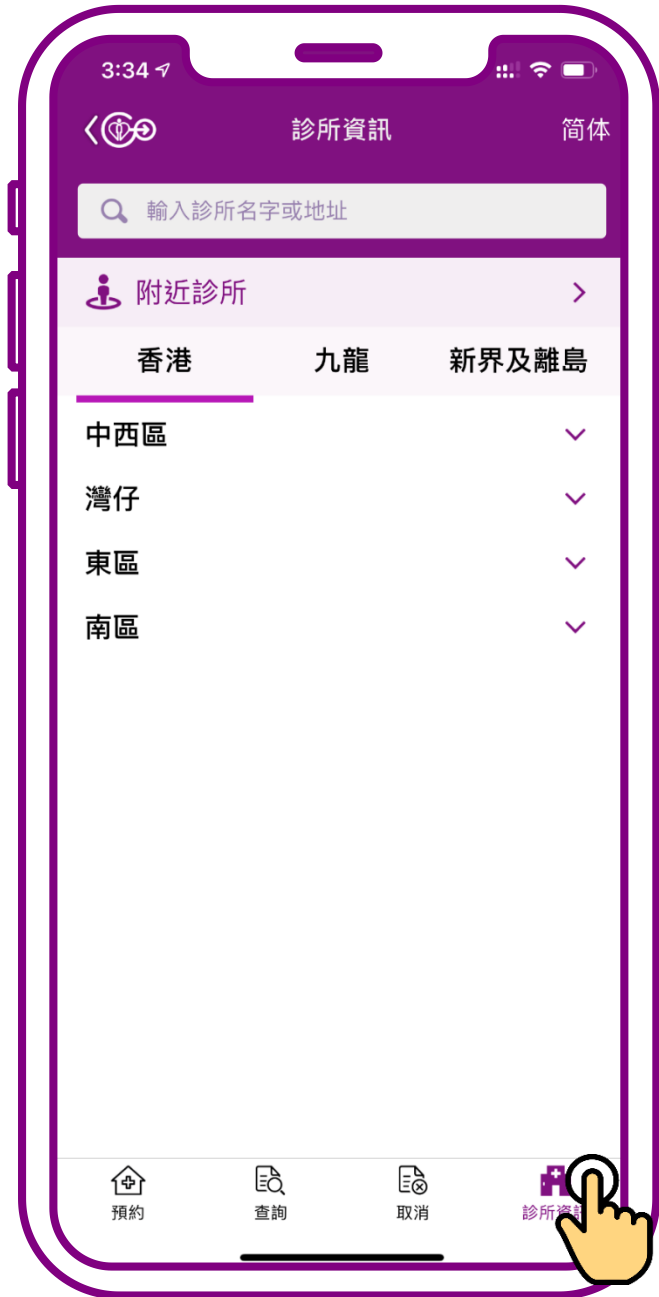 3:34
診所資訊
简体
輸入診所名字或地址
附近診所
香港 九龍 新界及離島
中西區
灣仔
東區
南區
預約 查詢 取消 診所資